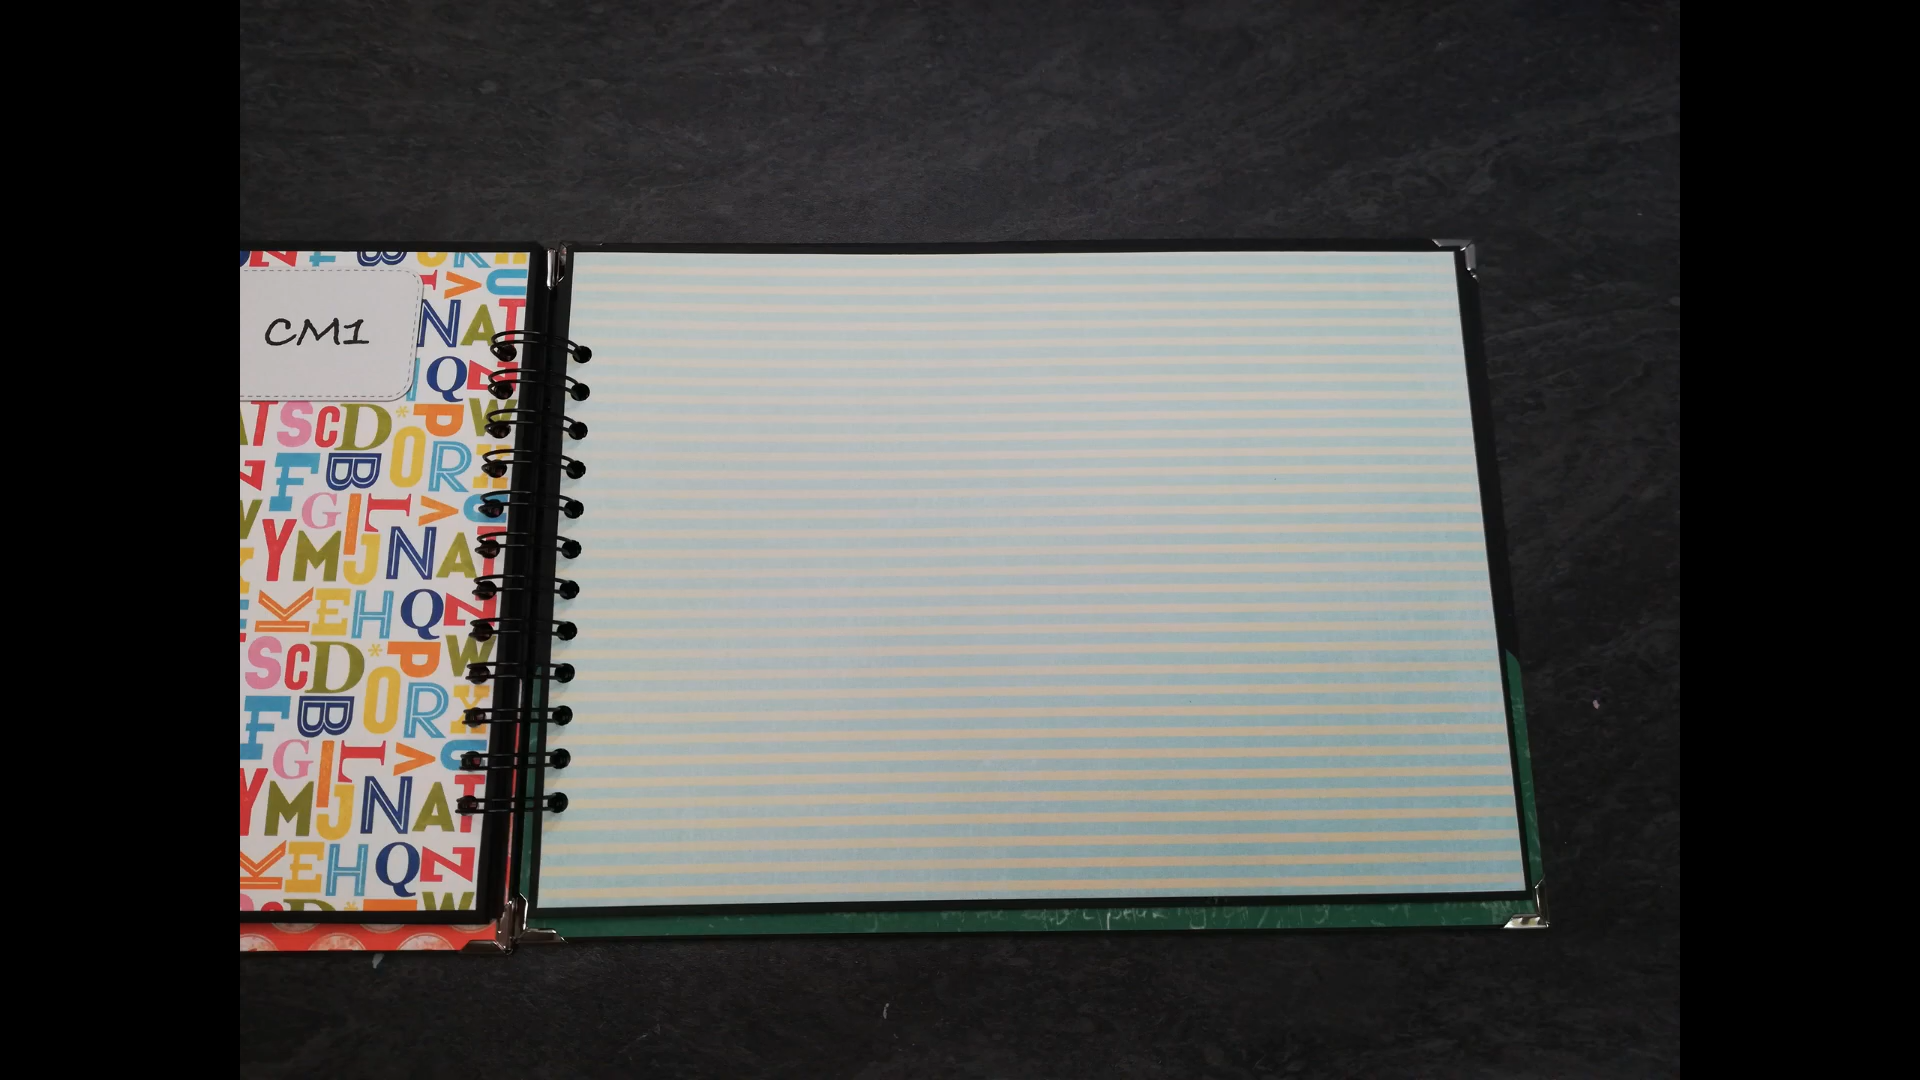 CM1
N A T
Q Z
T S C D * P W
F B O R
G I L V U
Y M J N A
K E H Q Z
S C D * P W
F B O R X
G I L V U
Y M J N A T
K E H Q Z